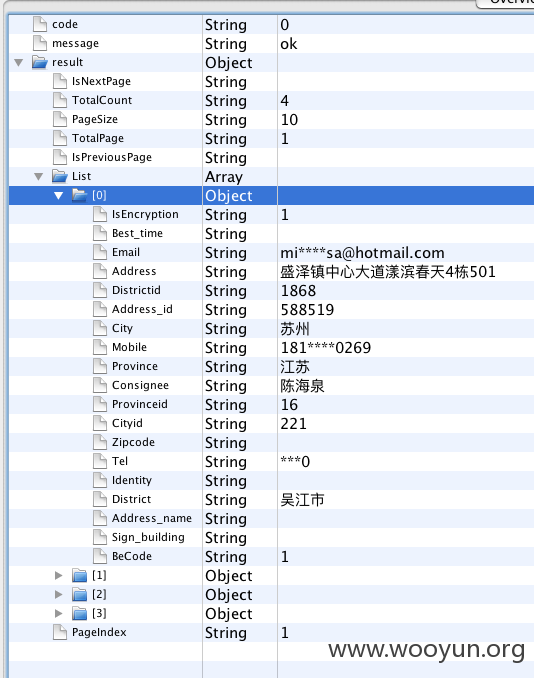 code String 0
message String ok
result Object
IsNextPage String
TotalCount String 4
PageSize String 10
TotalPage String 1
IsPreviousPage String
List Array
[0] Object
IsEncryption String 1
Best_time String
Email String mi****sa@hotmail.com
Address String 盛泽镇中心大道漾滨春天4栋501
Districtid String 1868
Address_id String 588519
City String 苏州
Mobile String 181****0269
Province String 江苏
Consignee String 陈海泉
Provinceid String 16
Cityid String 221
Zipcode String
Tel String ***0
Identity String
District String 吴江市
Address_name String
Sign_building String
BeCode String 1
[1] Object
[2] Object
[3] Object
PageIndex String 1
www.wooyun.org